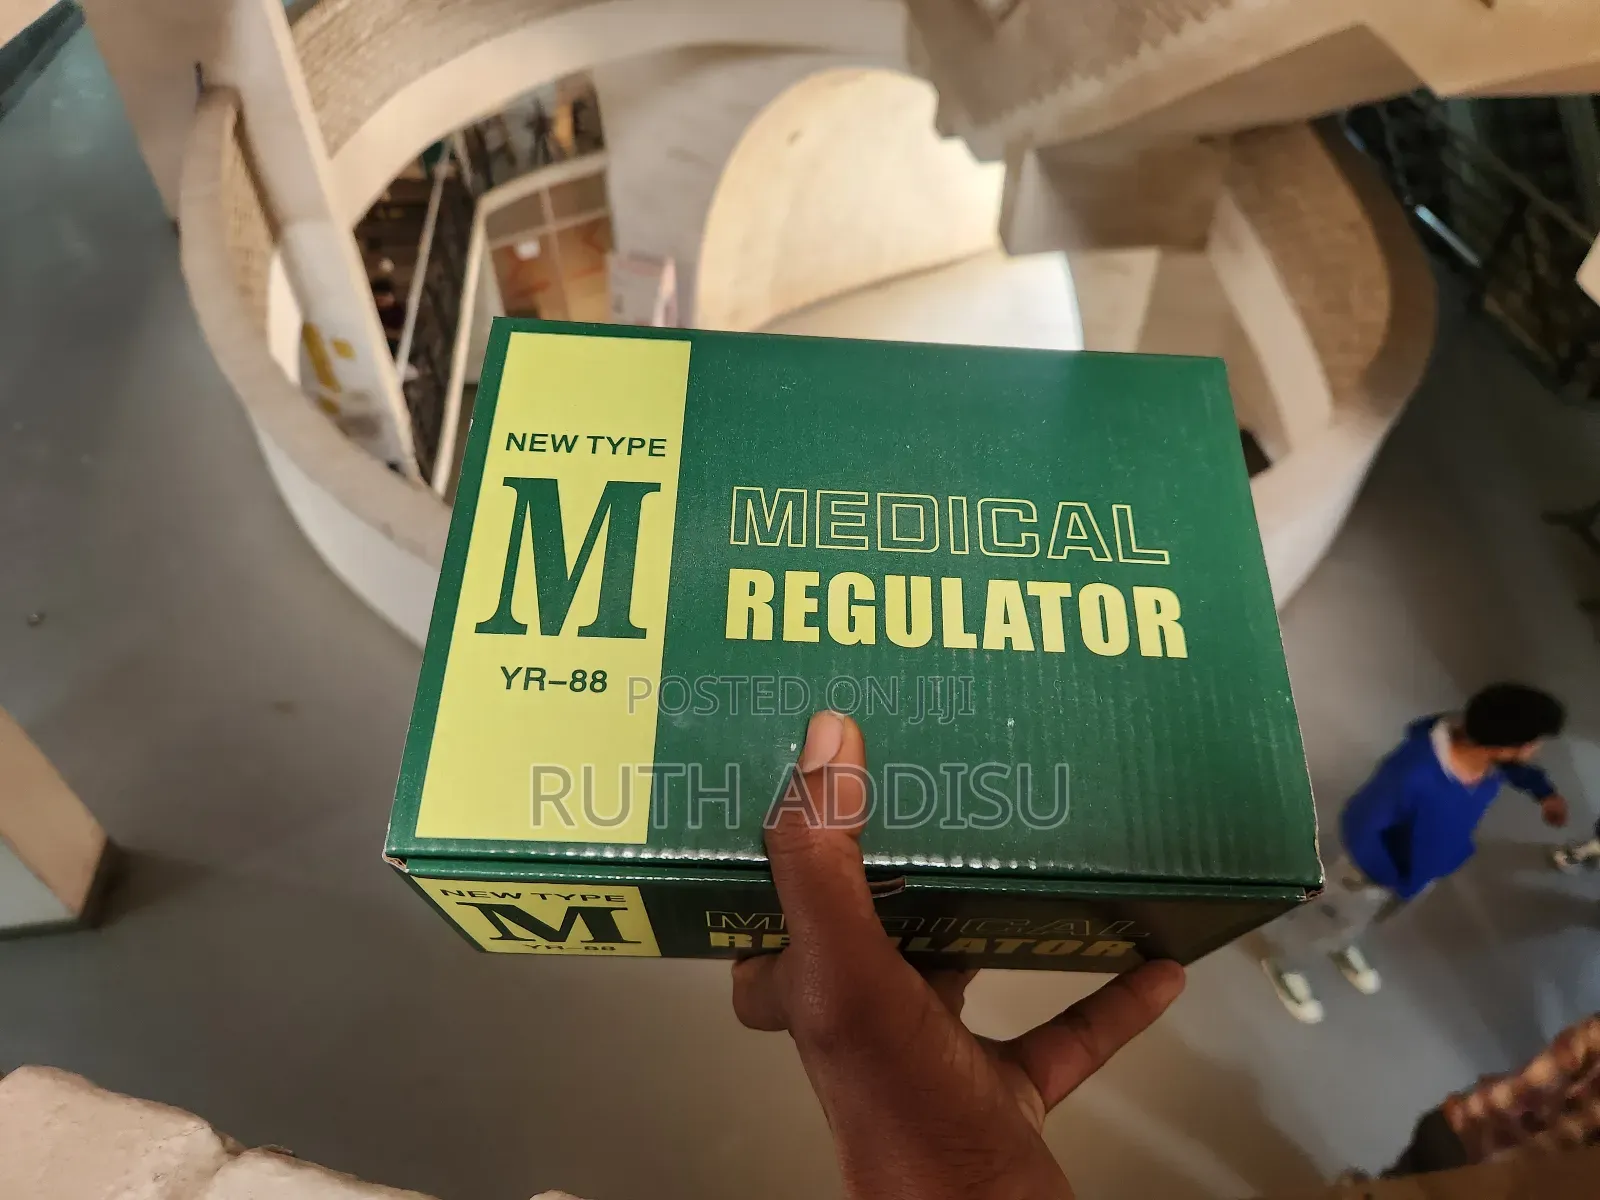 NEW TYPE
M
YR-88
MEDICAL
REGULATOR
POSTED ON JIJI
RUTH ADDISU
NEW TYPE
M
YR-88
MEDICAL
REGULATOR